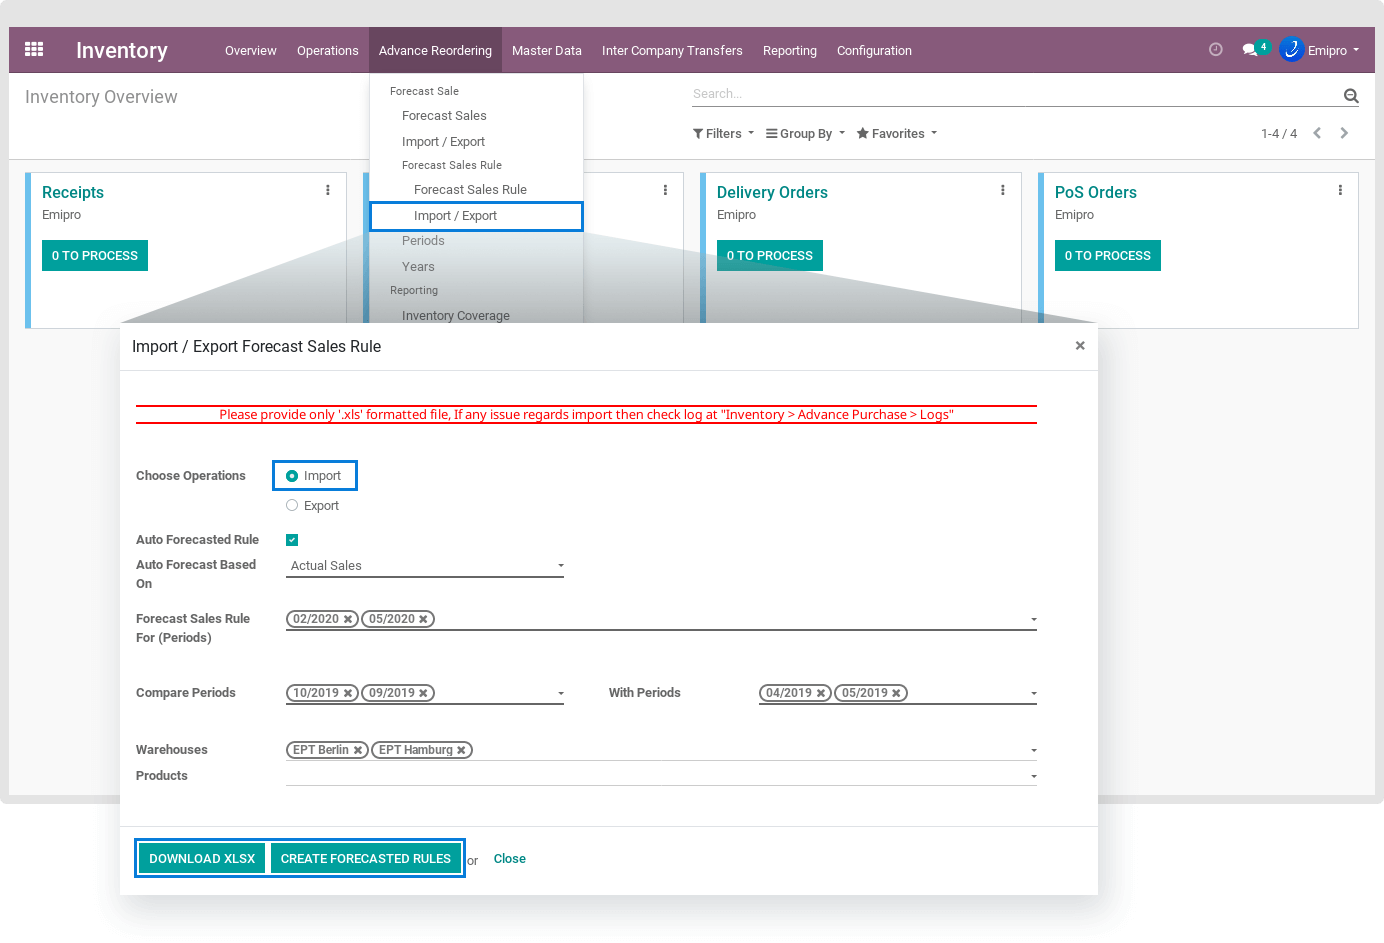 Inventory
Overview
Operations
Advance Reordering
Master Data
Inter Company Transfers
Reporting
Configuration
4
Emipro
Inventory Overview
Search...
Filters
Group By
Favorites
1-4 / 4
Forecast Sale
Forecast Sales
Import / Export
Forecast Sales Rule
Forecast Sales Rule
Import / Export
Periods
Years
Reporting
Inventory Coverage
Receipts
Emipro
0 TO PROCESS
Delivery Orders
Emipro
0 TO PROCESS
PoS Orders
Emipro
0 TO PROCESS
Import / Export Forecast Sales Rule
Please provide only '.xls' formatted file, If any issue regards import then check log at "Inventory > Advance Purchase > Logs"
Choose Operations
Import
Export
Auto Forecasted Rule
Auto Forecast Based
On
Actual Sales
Forecast Sales Rule
For (Periods)
02/2020
05/2020
Compare Periods
10/2019
09/2019
With Periods
04/2019
05/2019
Warehouses
EPT Berlin
EPT Hamburg
Products
DOWNLOAD XLSX
CREATE FORECASTED RULES
or
Close